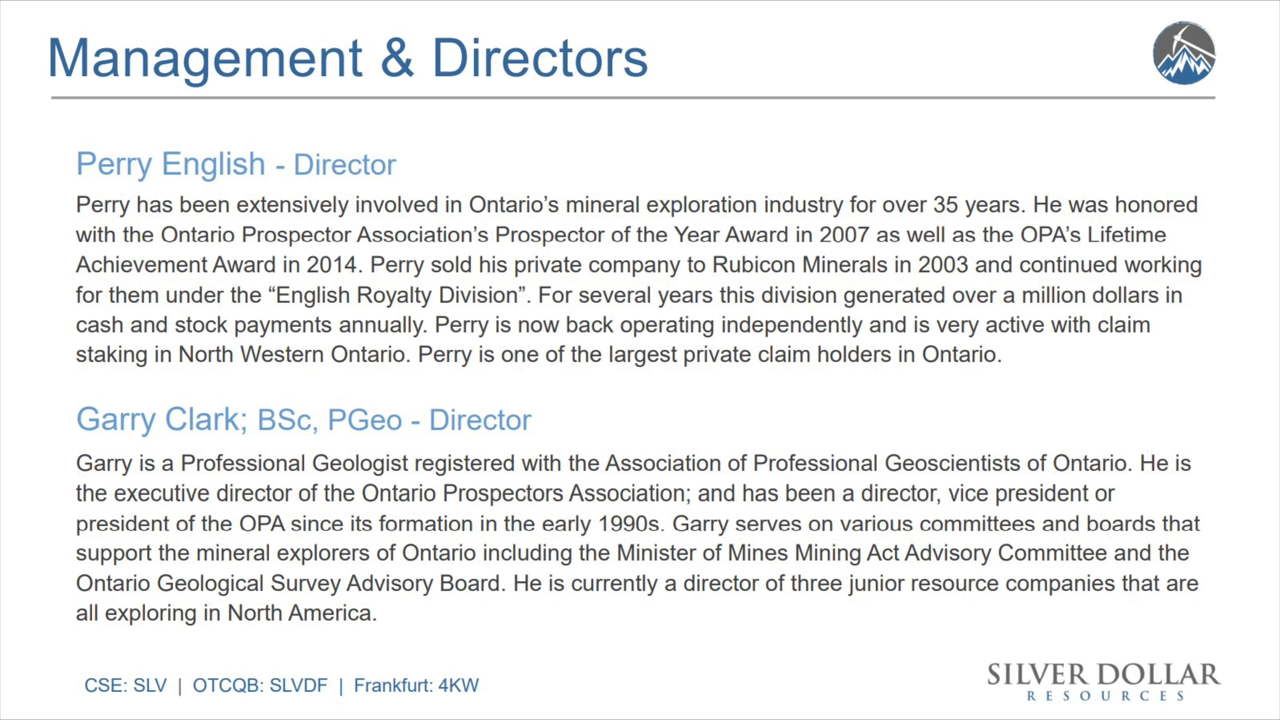 Management & Directors
Perry English - Director
Perry has been extensively involved in Ontario’s mineral exploration industry for over 35 years. He was honored
with the Ontario Prospector Association’s Prospector of the Year Award in 2007 as well as the OPA’s Lifetime
Achievement Award in 2014. Perry sold his private company to Rubicon Minerals in 2003 and continued working
for them under the “English Royalty Division”. For several years this division generated over a million dollars in
cash and stock payments annually. Perry is now back operating independently and is very active with claim
staking in North Western Ontario. Perry is one of the largest private claim holders in Ontario.
Garry Clark; BSc, PGeo - Director
Garry is a Professional Geologist registered with the Association of Professional Geoscientists of Ontario. He is
the executive director of the Ontario Prospectors Association; and has been a director, vice president or
president of the OPA since its formation in the early 1990s. Garry serves on various committees and boards that
support the mineral explorers of Ontario including the Minister of Mines Mining Act Advisory Committee and the
Ontario Geological Survey Advisory Board. He is currently a director of three junior resource companies that are
all exploring in North America.
CSE: SLV | OTCQB: SLVDF | Frankfurt: 4KW
SILVER DOLLAR
RESOURCES